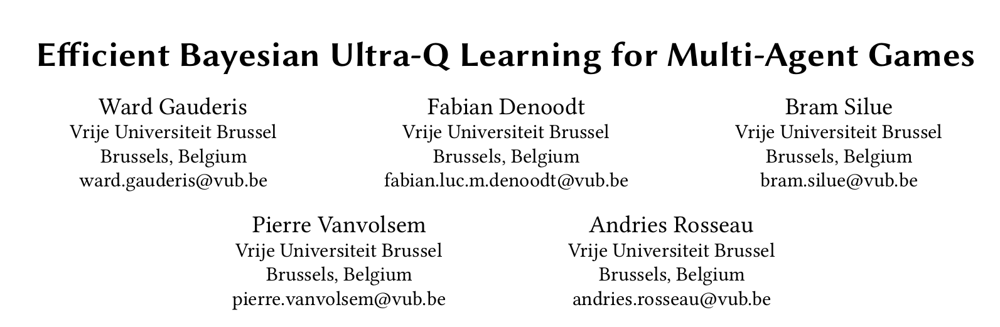 Efficient Bayesian Ultra-Q Learning for Multi-Agent Games
Ward Gauderis
Vrije Universiteit Brussel
Brussels, Belgium
ward.gauderis@vub.be
Fabian Denoodt
Vrije Universiteit Brussel
Brussels, Belgium
fabian.luc.m.denoodt@vub.be
Bram Silue
Vrije Universiteit Brussel
Brussels, Belgium
bram.silue@vub.be
Pierre Vanvolsem
Vrije Universiteit Brussel
Brussels, Belgium
pierre.vanvolsem@vub.be
Andries Rosseau
Vrije Universiteit Brussel
Brussels, Belgium
andries.rosseau@vub.be